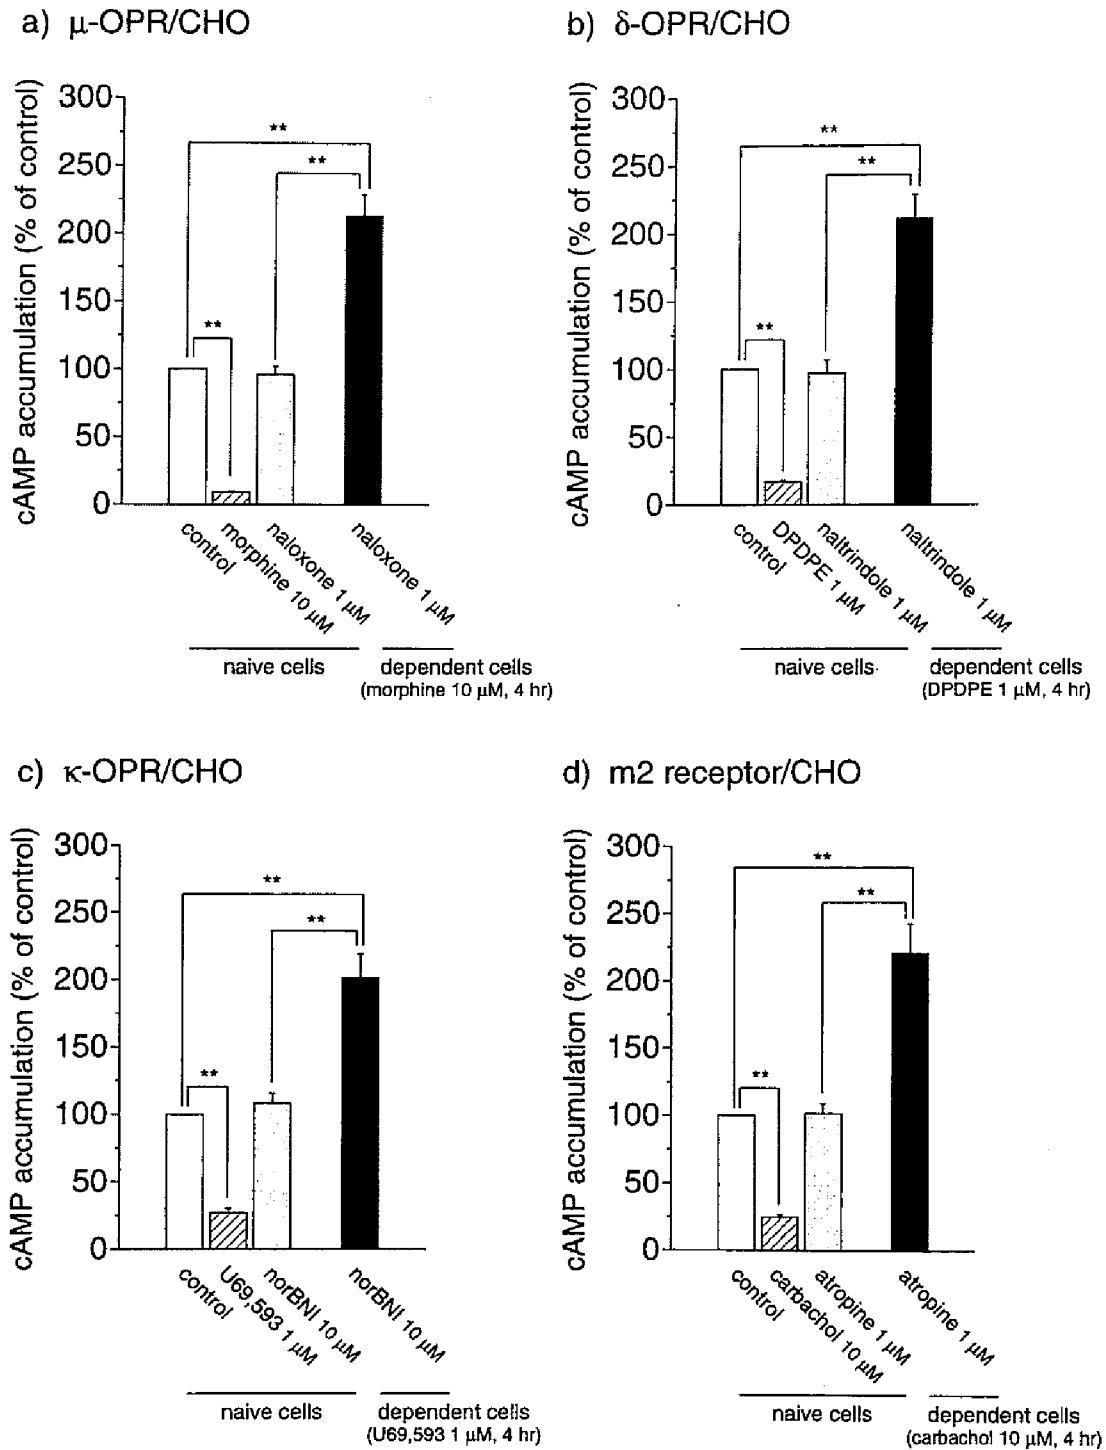 a) μ-OPR/CHO
cAMP accumulation (% of control)
300
250
200
150
100
50
0
**
**
**
control
morphine 10 μM
naloxone 1 μM
naloxone 1 μM
naive cells
dependent cells
(morphine 10 μM, 4 hr)
b) δ-OPR/CHO
cAMP accumulation (% of control)
300
250
200
150
100
50
0
**
**
**
control
DPDPE 1 μM
naltrindole 1 μM
naltrindole 1 μM
naive cells
dependent cells
(DPDPE 1 μM, 4 hr)
c) κ-OPR/CHO
cAMP accumulation (% of control)
300
250
200
150
100
50
0
**
**
**
control
U69,593 1 μM
norBNI 10 μM
norBNI 10 μM
naive cells
dependent cells
(U69,593 1 μM, 4 hr)
d) m2 receptor/CHO
cAMP accumulation (% of control)
300
250
200
150
100
50
0
**
**
**
control
carbachol 10 μM
atropine 1 μM
atropine 1 μM
naive cells
dependent cells
(carbachol 10 μM, 4 hr)